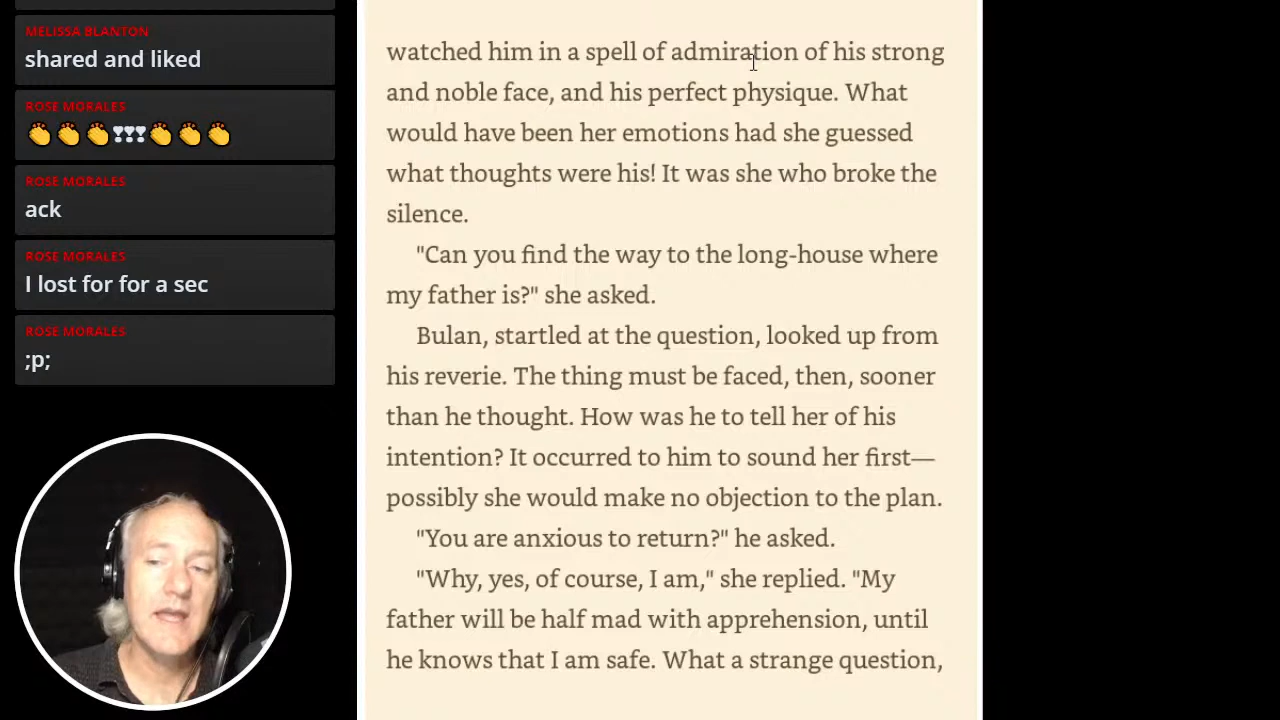 MELISSA BLANTON
shared and liked
ROSE MORALES
👏👏👏❣❣❣👏👏👏
ROSE MORALES
ack
ROSE MORALES
I lost for for a sec
ROSE MORALES
;p;
watched him in a spell of admiration of his strong
and noble face, and his perfect physique. What
would have been her emotions had she guessed
what thoughts were his! It was she who broke the
silence.
"Can you find the way to the long-house where
my father is?" she asked.
Bulan, startled at the question, looked up from
his reverie. The thing must be faced, then, sooner
than he thought. How was he to tell her of his
intention? It occurred to him to sound her first—
possibly she would make no objection to the plan.
"You are anxious to return?" he asked.
"Why, yes, of course, I am," she replied. "My
father will be half mad with apprehension, until
he knows that I am safe. What a strange question,